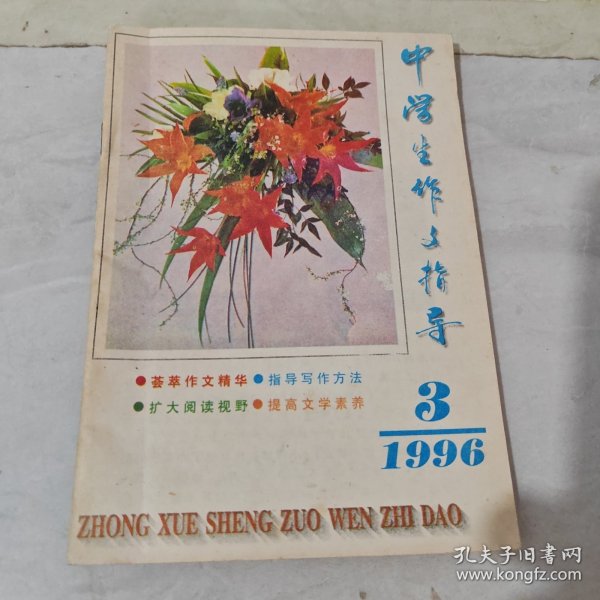 中学生作文指导
●荟萃作文精华●指导写作方法
●扩大阅读视野●提高文学素养
3
1996
ZHONG XUE SHENG ZUO WEN ZHI DAO
孔夫子旧书网
www.kongfz.com